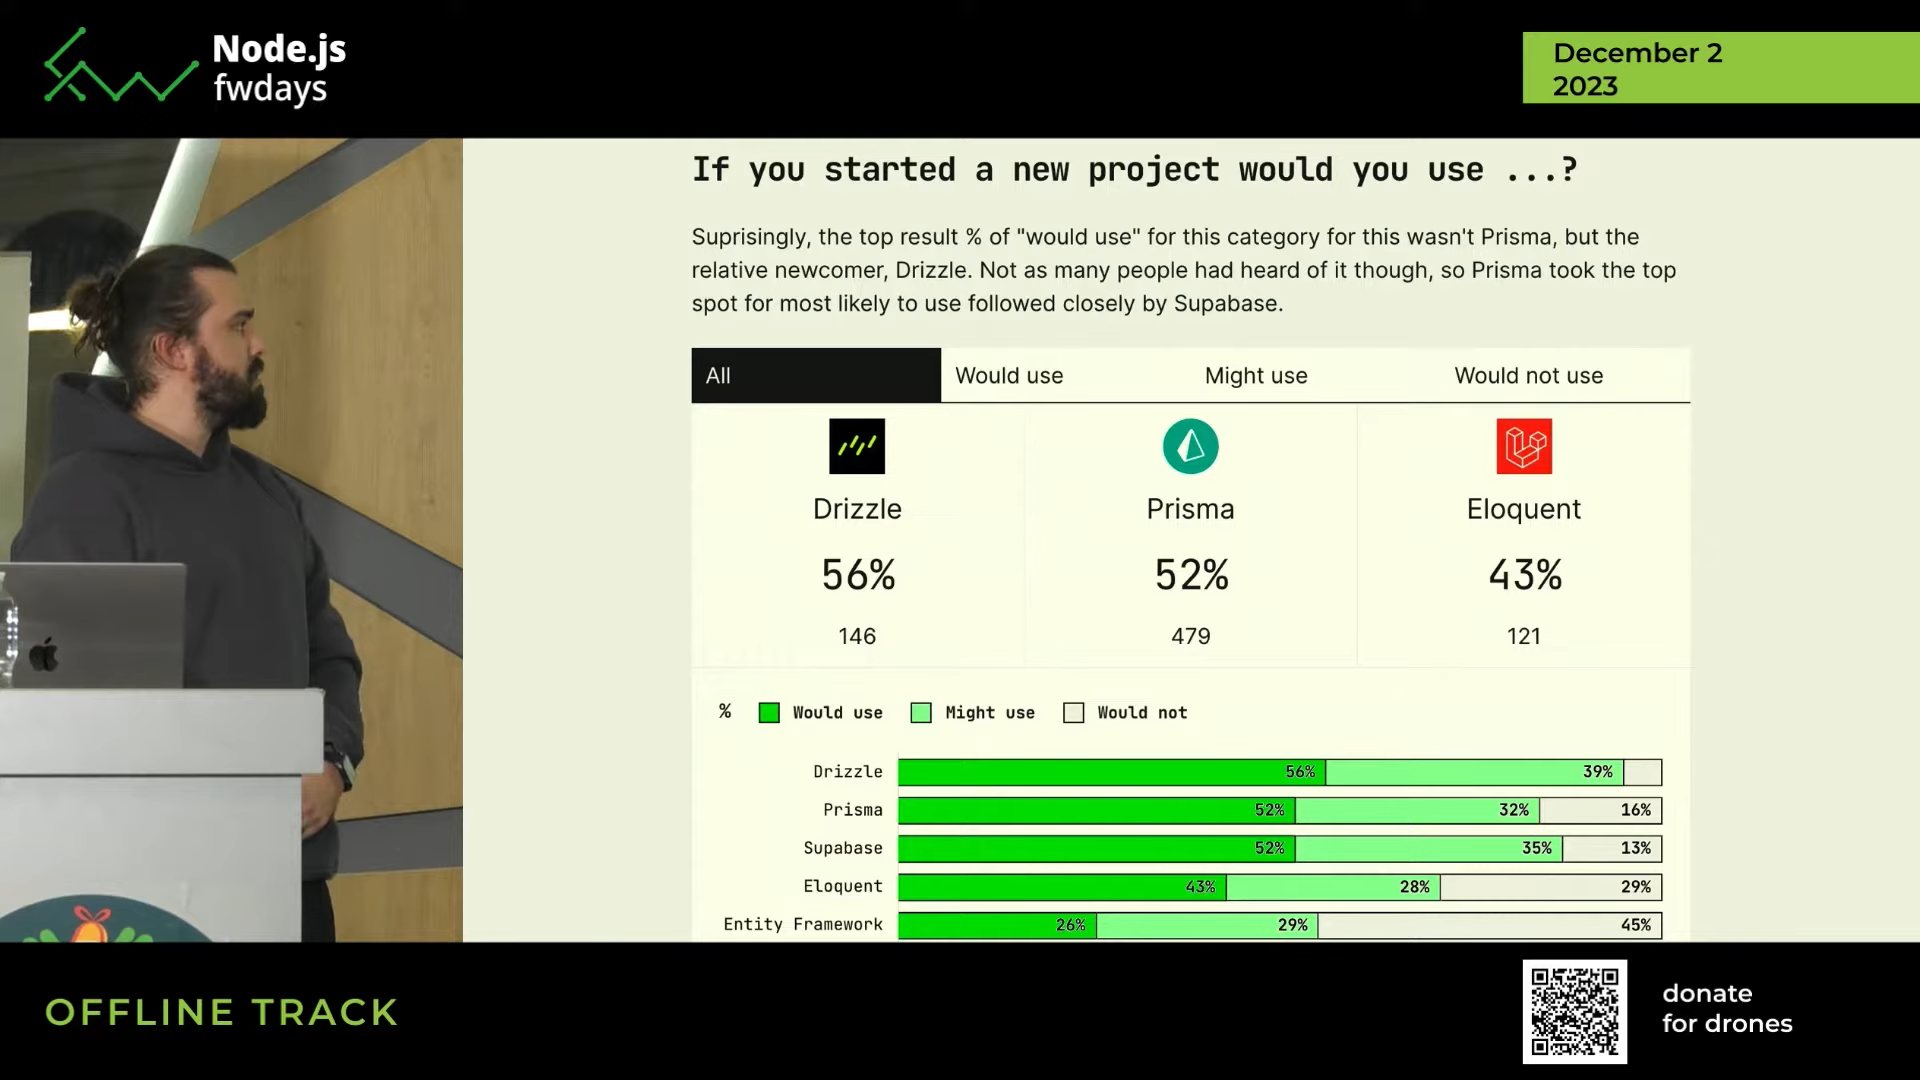 Node.js
fwdays
December 2
2023
If you started a new project would you use ...?
Suprisingly, the top result % of "would use" for this category for this wasn't Prisma, but the
relative newcomer, Drizzle. Not as many people had heard of it though, so Prisma took the top
spot for most likely to use followed closely by Supabase.
All Would use Might use Would not use
Drizzle Prisma Eloquent
56% 52% 43%
146 479 121
% Would use Might use Would not
Drizzle 56% 39%
Prisma 52% 32% 16%
Supabase 52% 35% 13%
Eloquent 43% 28% 29%
Entity Framework 26% 29% 45%
OFFLINE TRACK
donate
for drones